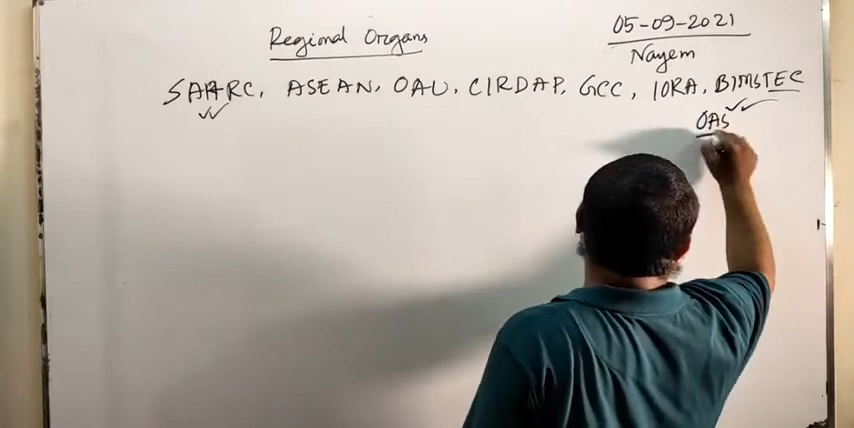 Regional Organs
05-09-2021
Nayem
SAARC, ASEAN, OAU, CIRDAP, GCC, IORA, BIMSTEC
OAS